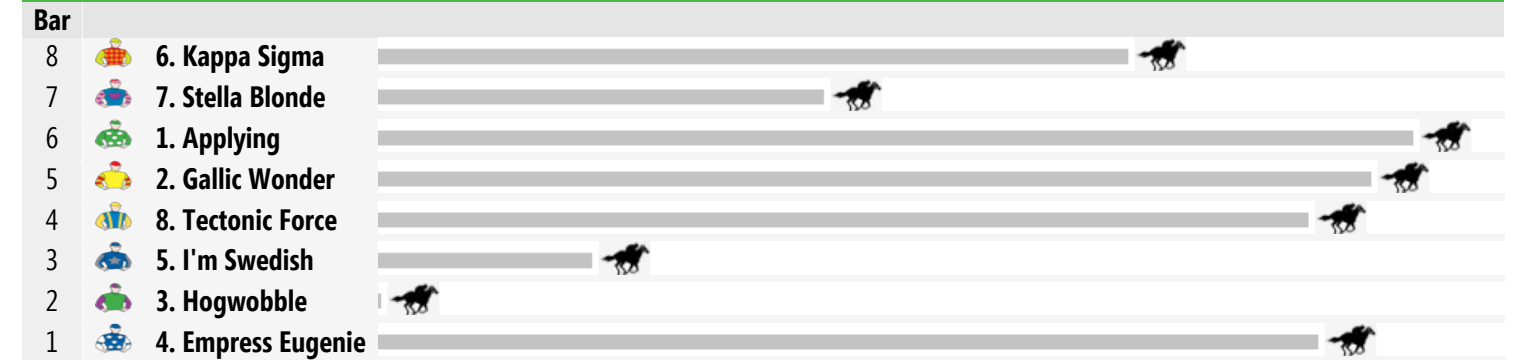 Bar
8 6. Kappa Sigma
7 7. Stella Blonde
6 1. Applying
5 2. Gallic Wonder
4 8. Tectonic Force
3 5. I'm Swedish
2 3. Hogwobble
1 4. Empress Eugenie